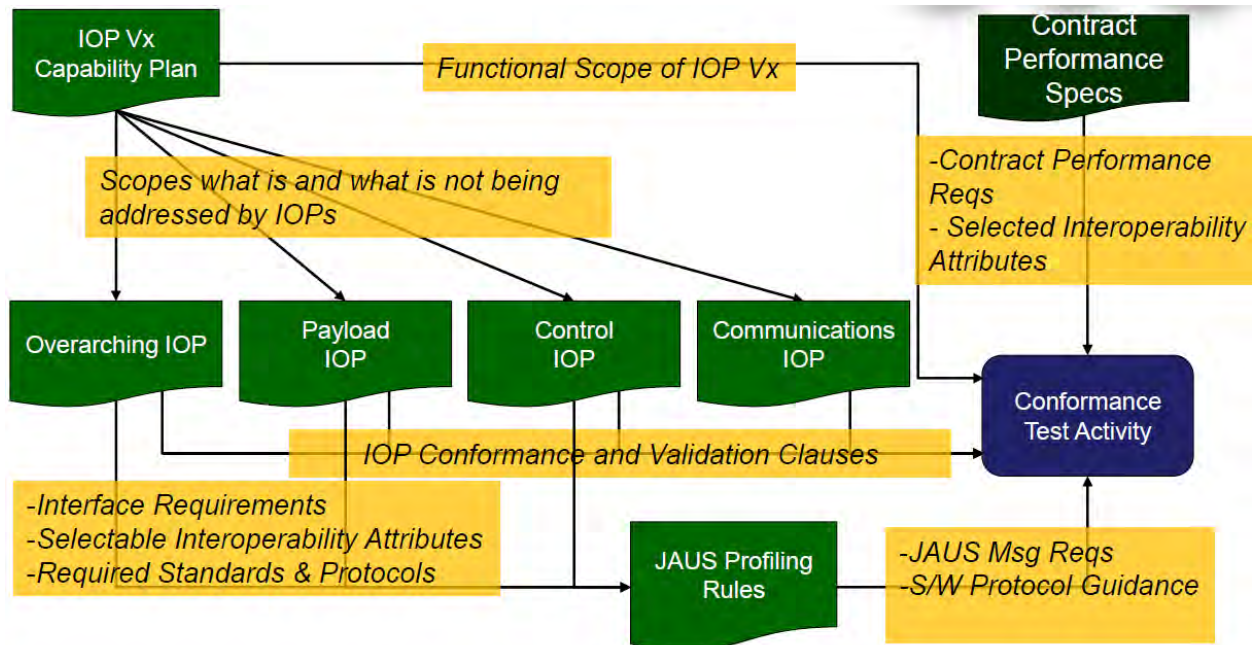 IOP Vx
Capability Plan
Functional Scope of IOP Vx
Contract
Performance
Specs
-Contract Performance
Reqs
- Selected Interoperability
Attributes
Scopes what is and what is not being
addressed by IOPs
Overarching IOP
Payload
IOP
Control
IOP
Communications
IOP
Conformance
Test Activity
IOP Conformance and Validation Clauses
-Interface Requirements
-Selectable Interoperability Attributes
-Required Standards & Protocols
JAUS Profiling
Rules
-JAUS Msg Reqs
-S/W Protocol Guidance